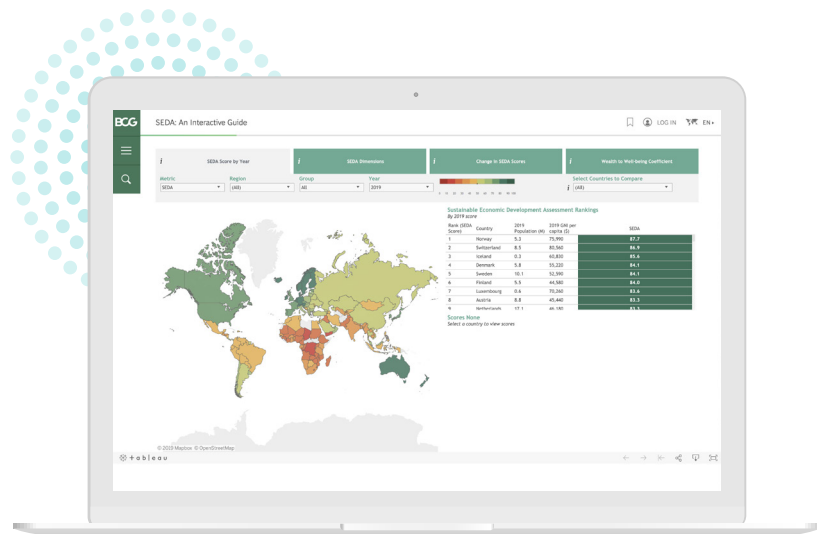 BCG
SEDA: An Interactive Guide
LOG IN
EN
i SEDA Score by Year
i SEDA Dimensions
i Change in SEDA Scores
i Wealth to Well-being Coefficient
Metric Region Group Year
SEDA (All) All 2019
Select Countries to Compare
i (All)
Sustainable Economic Development Assessment Rankings
By 2019 score
Rank (SEDA Score) Country 2019 Population (M) 2019 GNI per capita ($) SEDA
1 Norway 5.3 75,990 87.7
2 Switzerland 8.5 80,560 86.9
3 Iceland 0.3 60,830 85.6
4 Denmark 5.8 55,220 84.1
5 Sweden 10.1 52,590 84.1
6 Finland 5.5 44,580 84.0
7 Luxembourg 0.6 70,260 83.6
8 Austria 8.8 45,440 83.3
9 Netherlands 17.1
Scores None
Select a country to view scores
© 2019 Mapbox © OpenStreetMap
+ableau